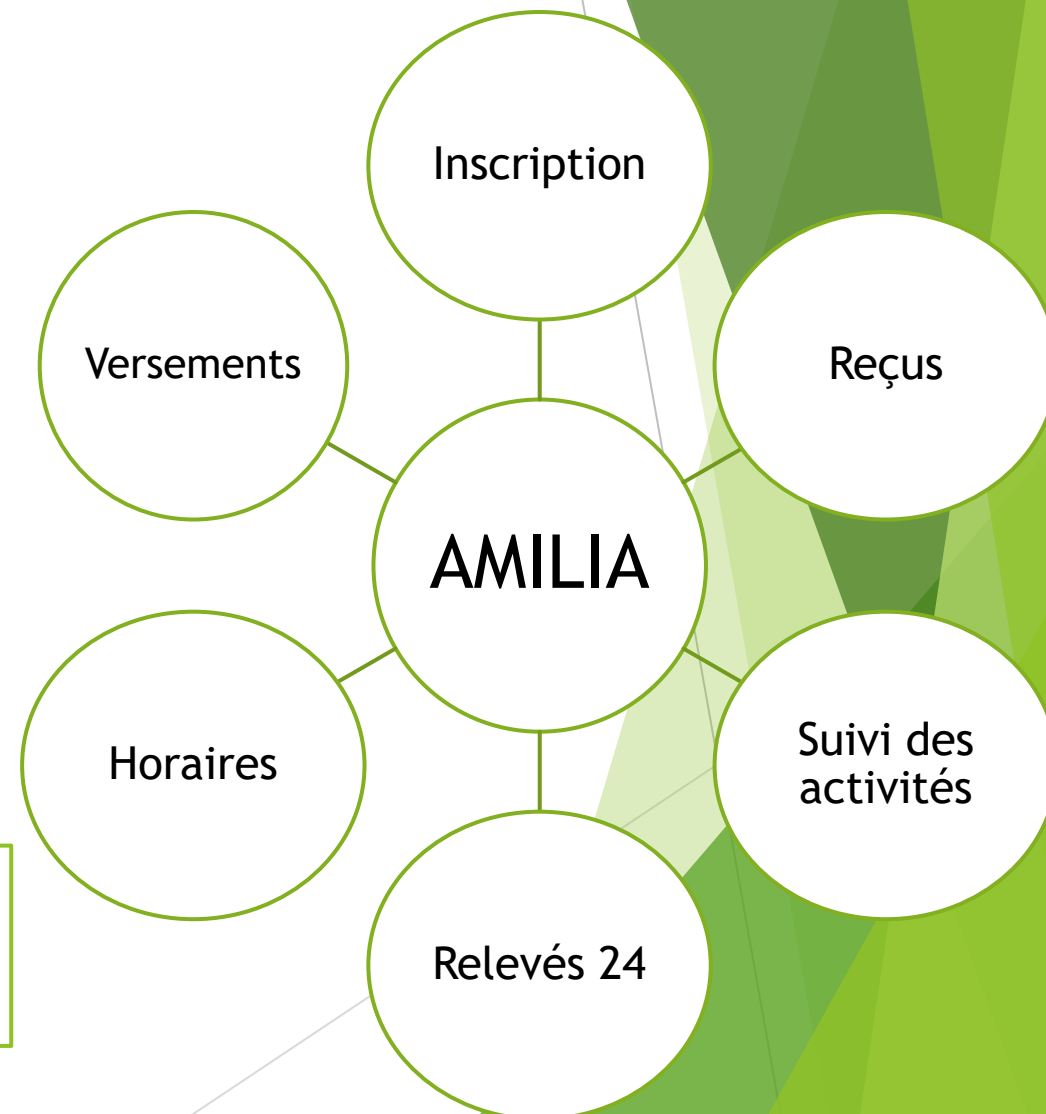 Inscription
Versements
Reçus
AMILIA
Horaires
Suivi des
activités
Relevés 24